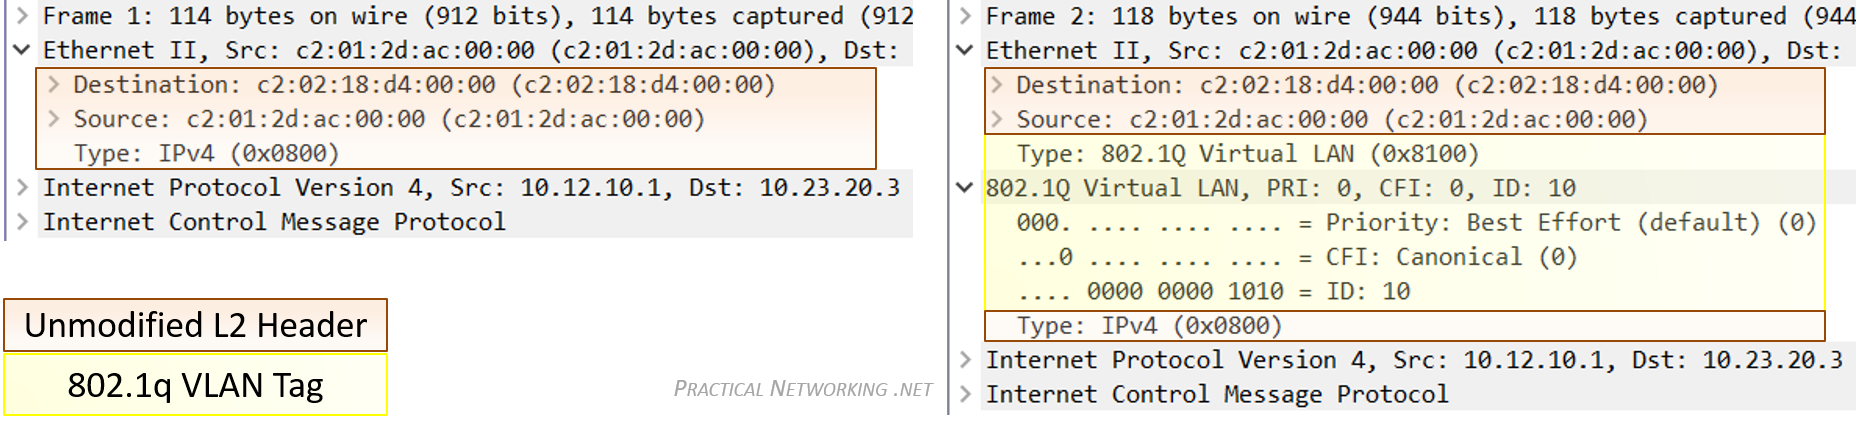 Frame 1: 114 bytes on wire (912 bits), 114 bytes captured (912
Ethernet II, Src: c2:01:2d:ac:00:00 (c2:01:2d:ac:00:00), Dst:
Destination: c2:02:18:d4:00:00 (c2:02:18:d4:00:00)
Source: c2:01:2d:ac:00:00 (c2:01:2d:ac:00:00)
Type: IPv4 (0x0800)
Internet Protocol Version 4, Src: 10.12.10.1, Dst: 10.23.20.3
Internet Control Message Protocol
Unmodified L2 Header
802.1q VLAN Tag
PRACTICAL NETWORKING .NET
Frame 2: 118 bytes on wire (944 bits), 118 bytes captured (944
Ethernet II, Src: c2:01:2d:ac:00:00 (c2:01:2d:ac:00:00), Dst:
Destination: c2:02:18:d4:00:00 (c2:02:18:d4:00:00)
Source: c2:01:2d:ac:00:00 (c2:01:2d:ac:00:00)
Type: 802.1Q Virtual LAN (0x8100)
802.1Q Virtual LAN, PRI: 0, CFI: 0, ID: 10
000. .... .... .... = Priority: Best Effort (default) (0)
...0 .... .... .... = CFI: Canonical (0)
.... 0000 0000 1010 = ID: 10
Type: IPv4 (0x0800)
Internet Protocol Version 4, Src: 10.12.10.1, Dst: 10.23.20.3
Internet Control Message Protocol